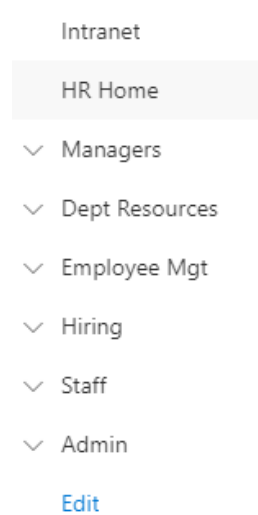 Intranet
HR Home
Managers
Dept Resources
Employee Mgt
Hiring
Staff
Admin
Edit